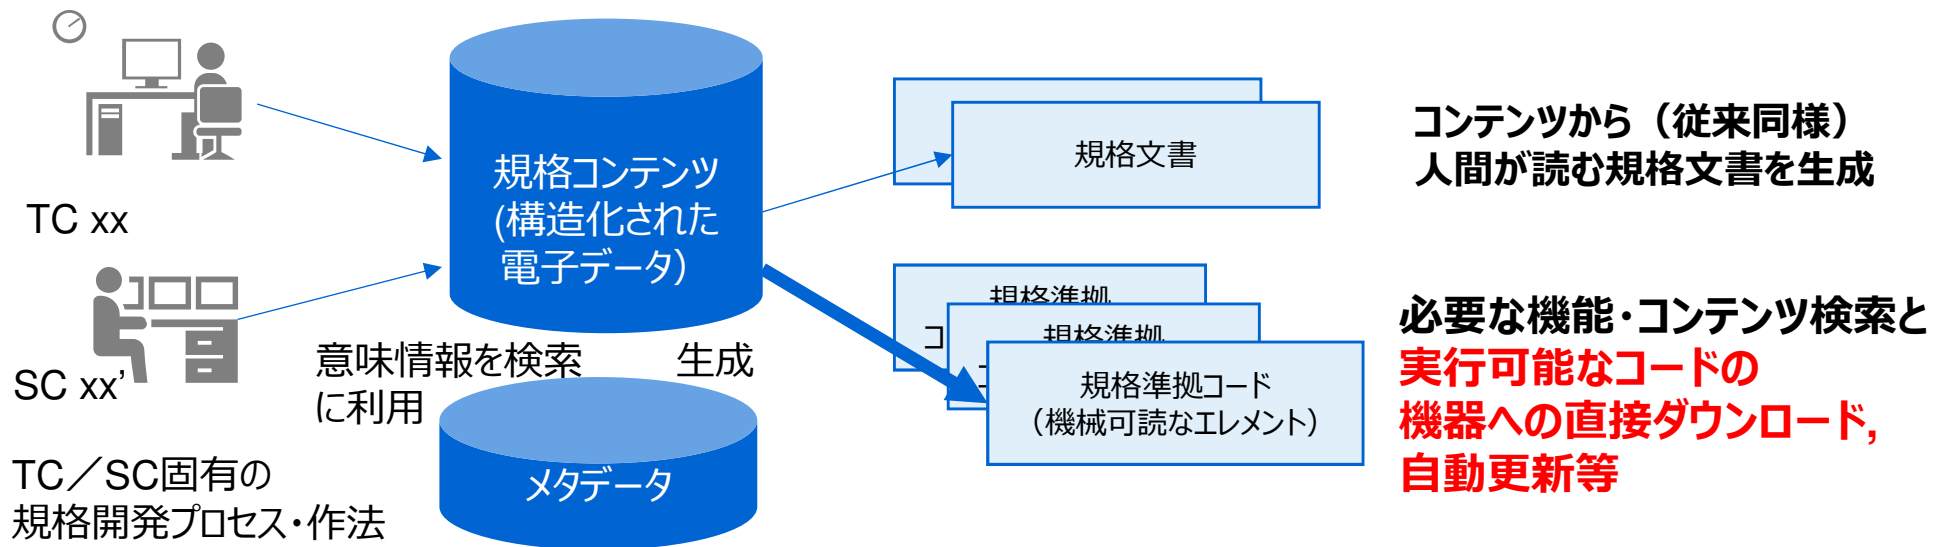 TC xx
SC xx'
TC／SC固有の
規格開発プロセス・作法
規格コンテンツ
(構造化された
電子データ）
意味情報を検索
に利用
生成
メタデータ
規格文書
規格準拠
コ
規格準拠
規格準拠コード
（機械可読なエレメント）
コンテンツから（従来同様）
人間が読む規格文書を生成
必要な機能・コンテンツ検索と
実行可能なコードの
機器への直接ダウンロード,
自動更新等